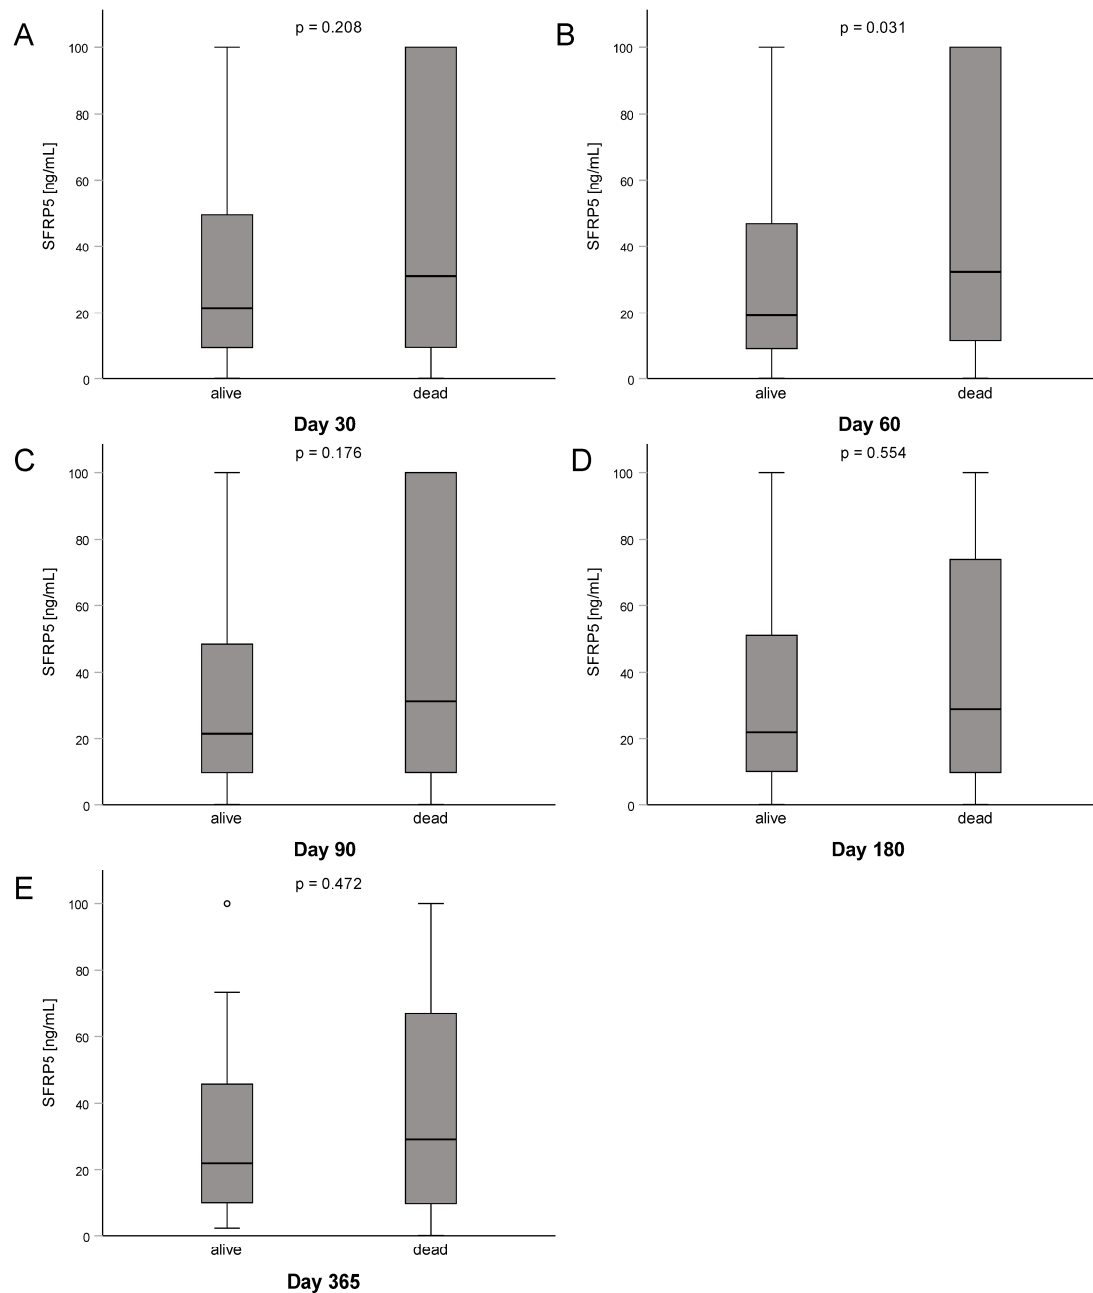 A
p = 0.208
100
80
60
40
20
0
SFRP5 [ng/mL]
alive
dead
Day 30
B
p = 0.031
100
80
60
40
20
0
SFRP5 [ng/mL]
alive
dead
Day 60
C
p = 0.176
100
80
60
40
20
0
SFRP5 [ng/mL]
alive
dead
Day 90
D
p = 0.554
100
80
60
40
20
0
SFRP5 [ng/mL]
alive
dead
Day 180
E
p = 0.472
100
80
60
40
20
0
SFRP5 [ng/mL]
alive
dead
Day 365